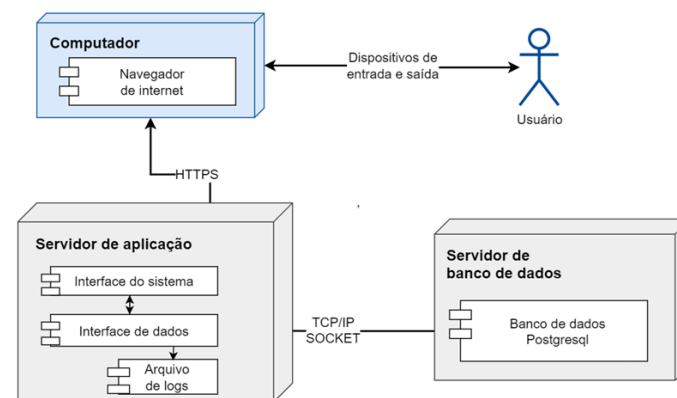 Computador
Navegador
de internet
Dispositivos de
entrada e saída
Usuário
HTTPS
,
Servidor de aplicação
Interface do sistema
Interface de dados
Arquivo
de logs
TCP/IP
SOCKET
Servidor de
banco de dados
Banco de dados
Postgresql